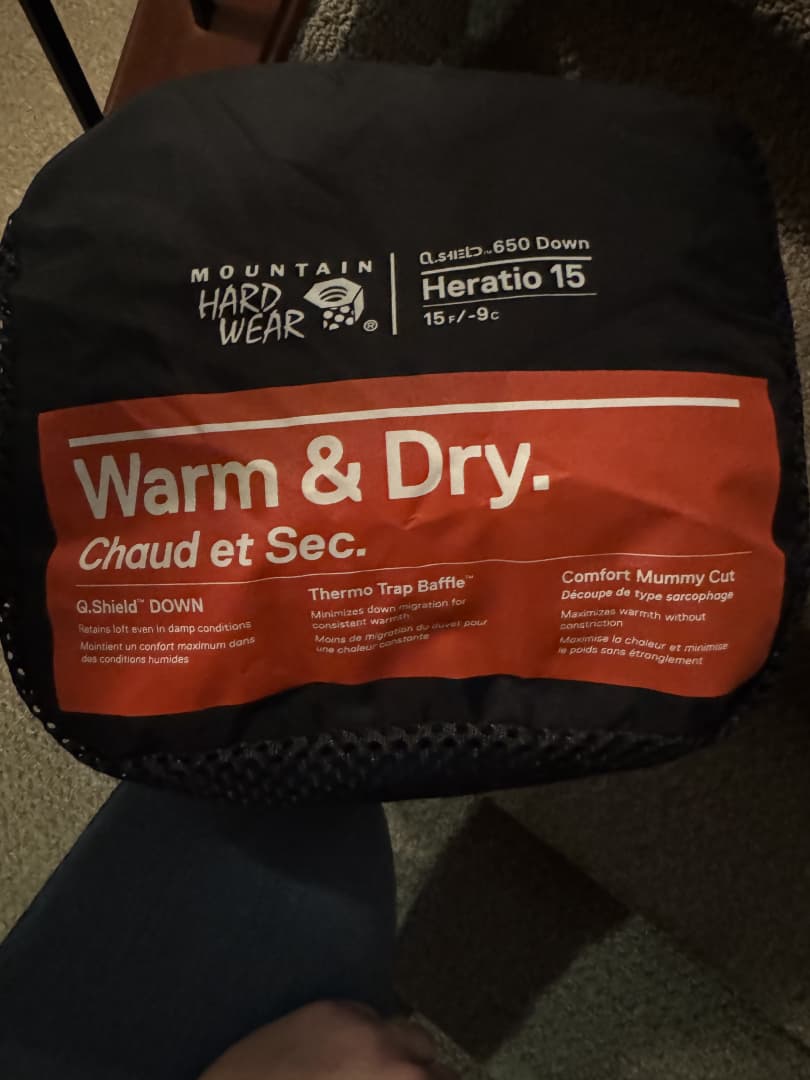 MOUNTAIN
HARD
WEAR
®
Q.SHIELD™ 650 Down
Heratio 15
15F/-9C
Warm & Dry.
Chaud et Sec.
Q.Shield™ DOWN
Retains loft even in damp conditions
Maintient un confort maximum dans
des conditions humides
Thermo Trap Baffle™
Minimizes down migration for
consistent warmth
Moins de migration du duvet pour
une chaleur constante
Comfort Mummy Cut
Découpe de type sarcophage
Maximizes warmth without
constriction
Maximise la chaleur et minimise
le poids sans étranglement